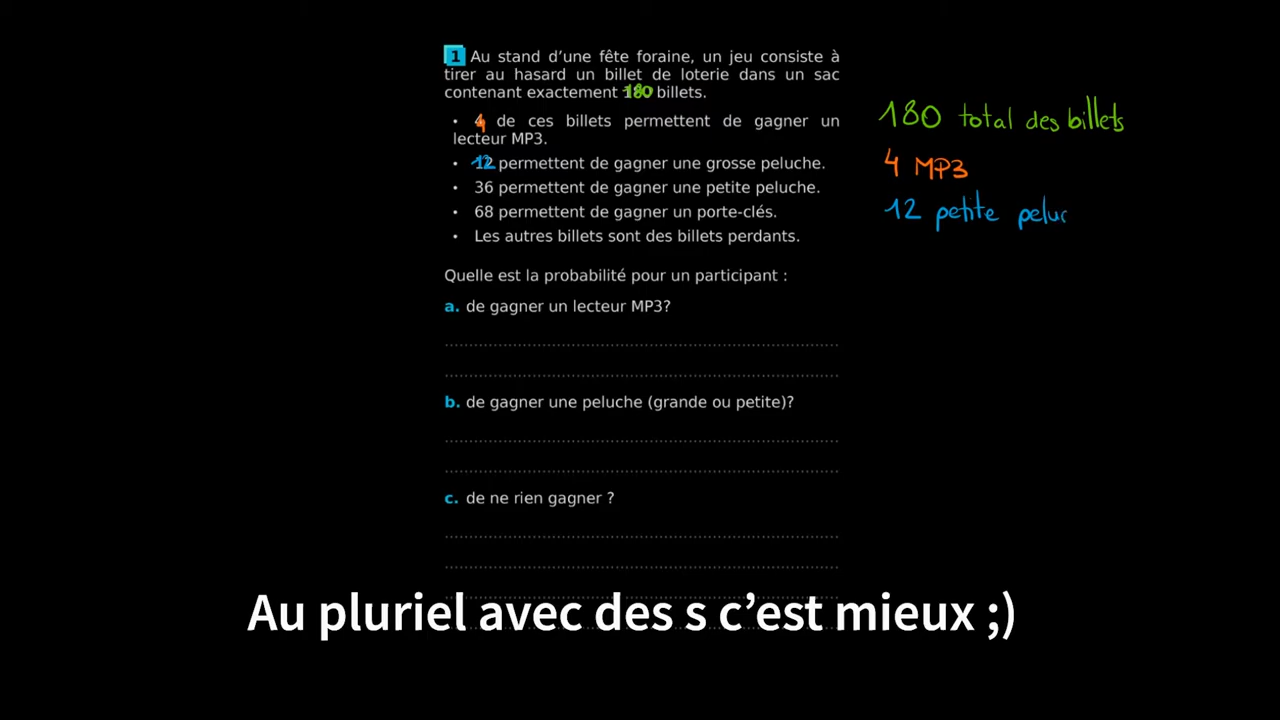 1 Au stand d’une fête foraine, un jeu consiste à
tirer au hasard un billet de loterie dans un sac
contenant exactement 180 billets.
• 4 de ces billets permettent de gagner un
lecteur MP3.
• 12 permettent de gagner une grosse peluche.
• 36 permettent de gagner une petite peluche.
• 68 permettent de gagner un porte-clés.
• Les autres billets sont des billets perdants.
Quelle est la probabilité pour un participant :
a. de gagner un lecteur MP3?
b. de gagner une peluche (grande ou petite)?
c. de ne rien gagner ?
180 total des billets
4 MP3
12 petite peluc
Au pluriel avec des s c’est mieux ;)